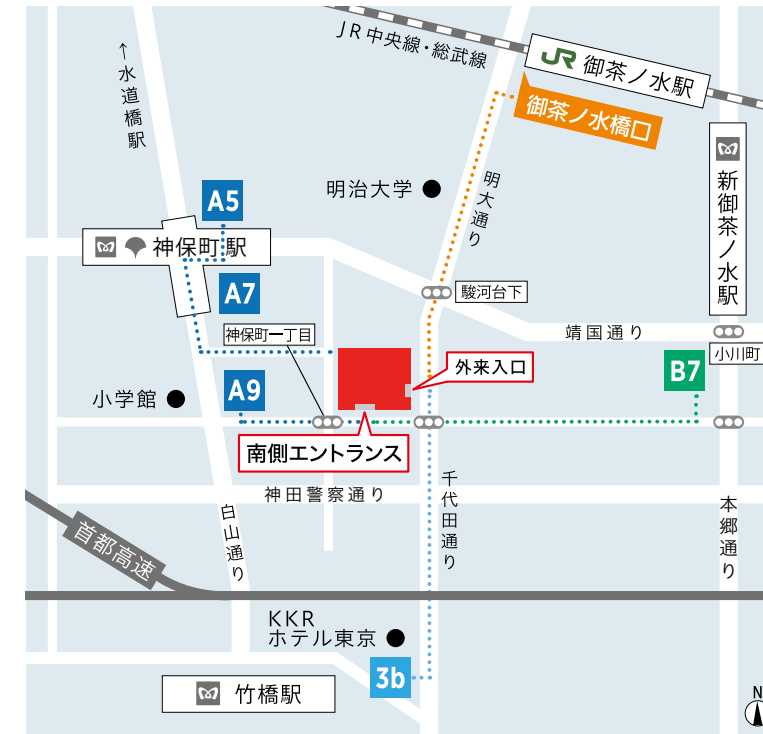 JR中央線・総武線
JR 御茶ノ水駅
御茶ノ水橋口
↑水道橋駅
明治大学
明大通り
新御茶ノ水駅
A5
神保町駅
A7
駿河台下
神保町一丁目
靖国通り
小川町
外来入口
B7
小学館
A9
南側エントランス
神田警察通り
千代田通り
白山通り
本郷通り
首都高速
KKR
ホテル東京
3b
竹橋駅
N